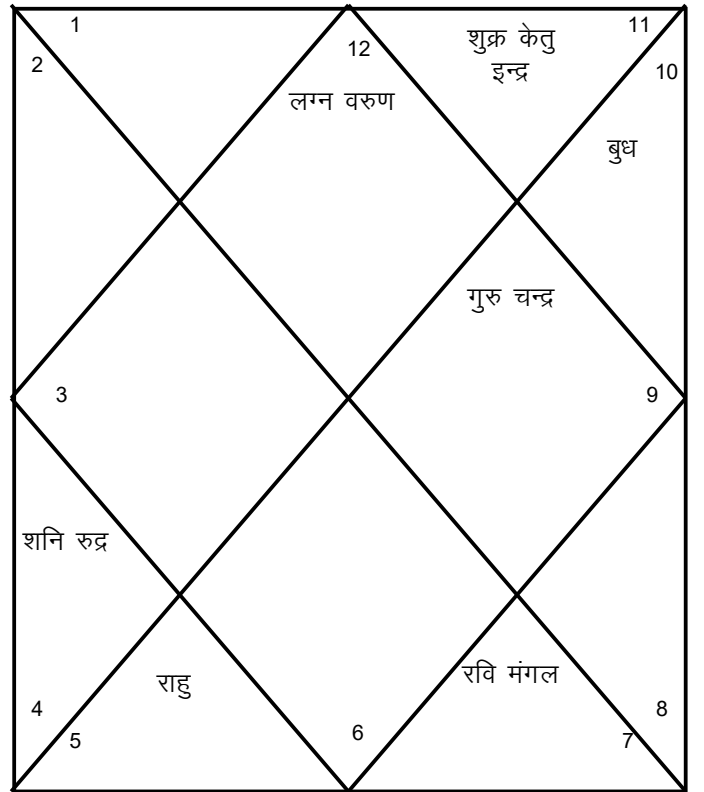 1
12
शुक्र केतु
इन्द्र
11
2
10
लग्न वरुण
बुध
गुरु चन्द्र
3
9
शनि रुद्र
राहु
रवि मंगल
4
8
5
6
7